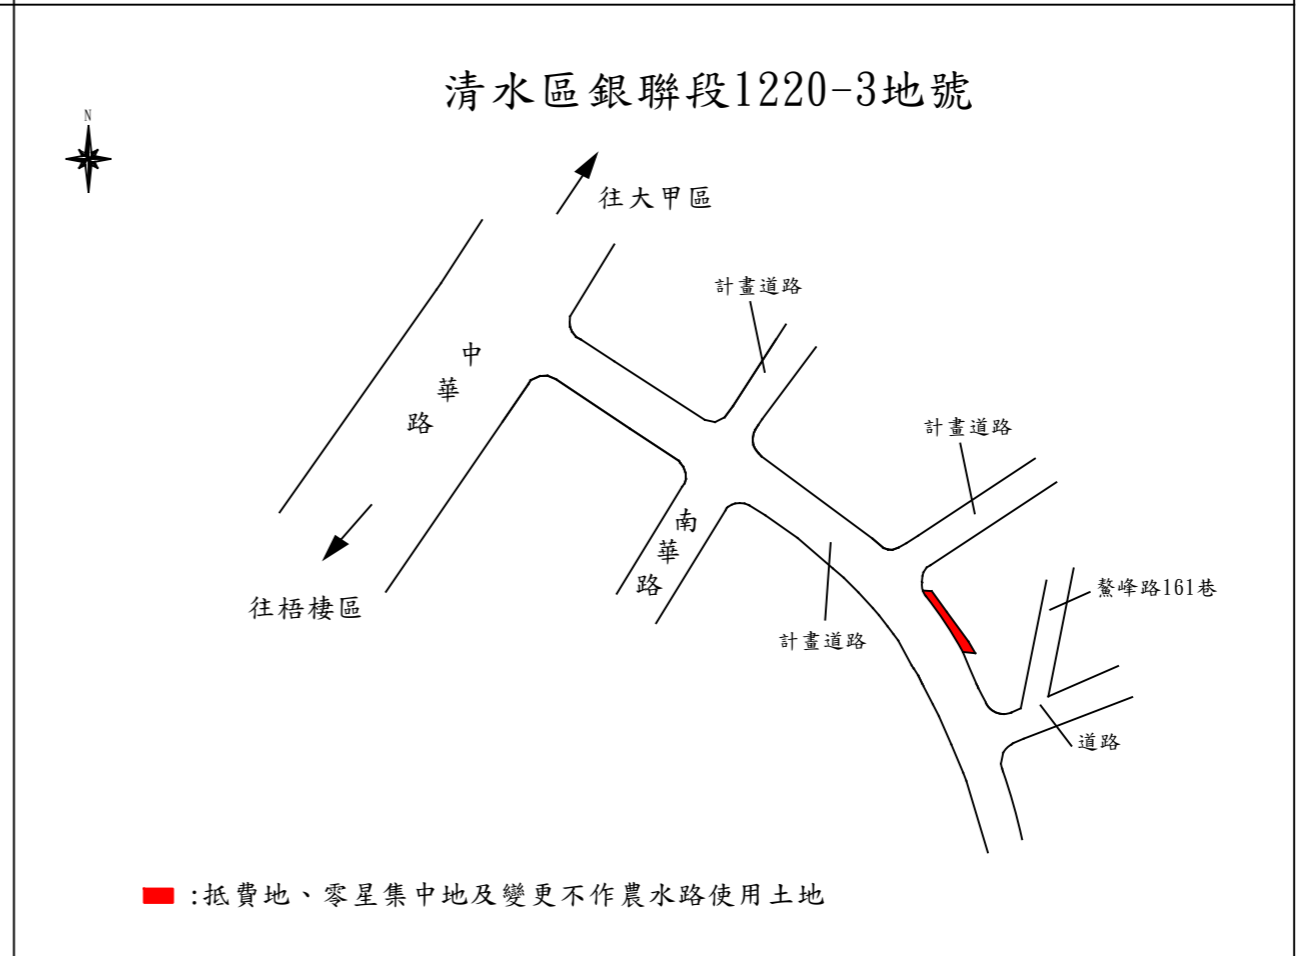 清水區銀聯段1220-3地號
N
往大甲區
計畫道路
中華路
計畫道路
南華路
往梧棲區
計畫道路
鰲峰路161巷
道路
:抵費地、零星集中地及變更不作農水路使用土地